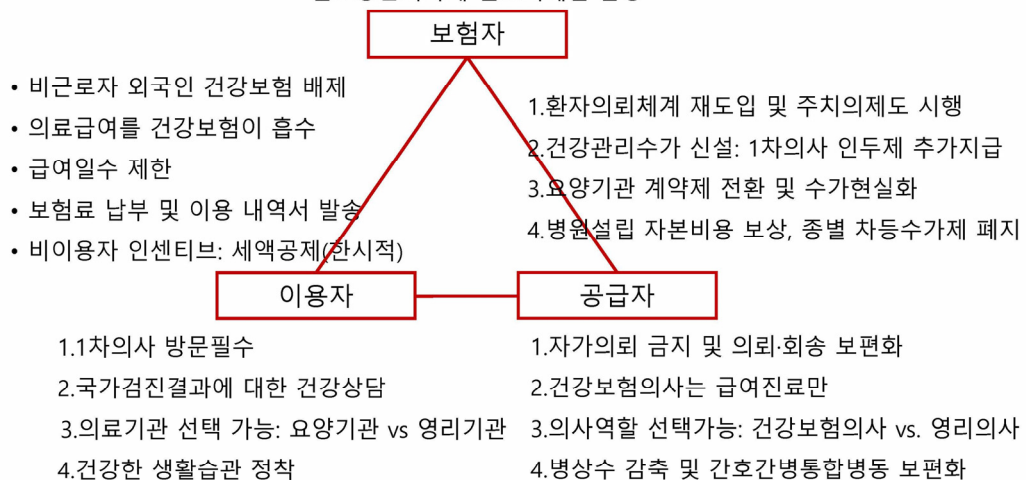 보험자
• 비근로자 외국인 건강보험 배제
• 의료급여를 건강보험이 흡수
• 급여일수 제한
• 보험료 납부 및 이용 내역서 발송
• 비이용자 인센티브: 세액공제(한시적)
1.환자의뢰체계 재도입 및 주치의제도 시행
2.건강관리수가 신설: 1차의사 인두제 추가지급
3.요양기관 계약제 전환 및 수가현실화
4.병원설립 자본비용 보상, 종별 차등수가제 폐지
이용자
공급자
1.1차의사 방문필수
2.국가검진결과에 대한 건강상담
3.의료기관 선택 가능: 요양기관 vs 영리기관
4.건강한 생활습관 정착
1.자가의뢰 금지 및 의뢰·회송 보편화
2.건강보험의사는 급여진료만
3.의사역할 선택가능: 건강보험의사 vs. 영리의사
4.병상수 감축 및 간호간병통합병동 보편화